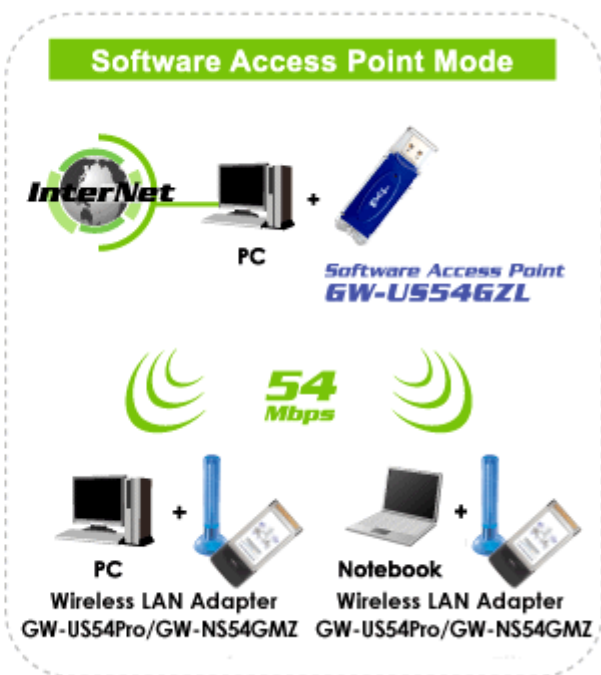 Software Access Point Mode
InterNet
+
PC
Software Access Point
GW-US54GZL
54
Mbps
+
+
PC
Notebook
Wireless LAN Adapter
Wireless LAN Adapter
GW-US54Pro/GW-NS54GMZ
GW-US54Pro/GW-NS54GMZ